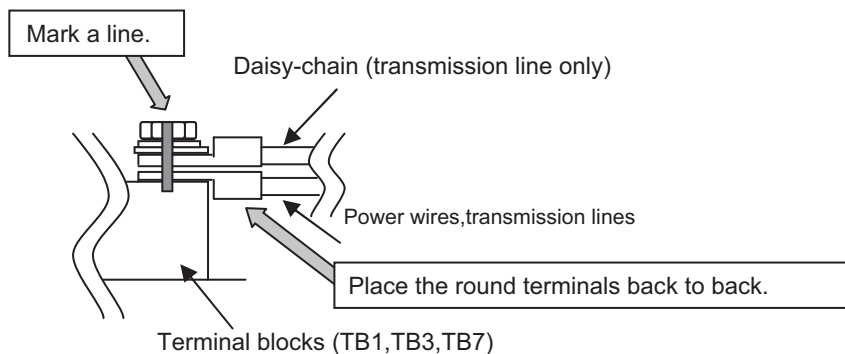 Mark a line.
Daisy-chain (transmission line only)
Power wires,transmission lines
Place the round terminals back to back.
Terminal blocks (TB1,TB3,TB7)